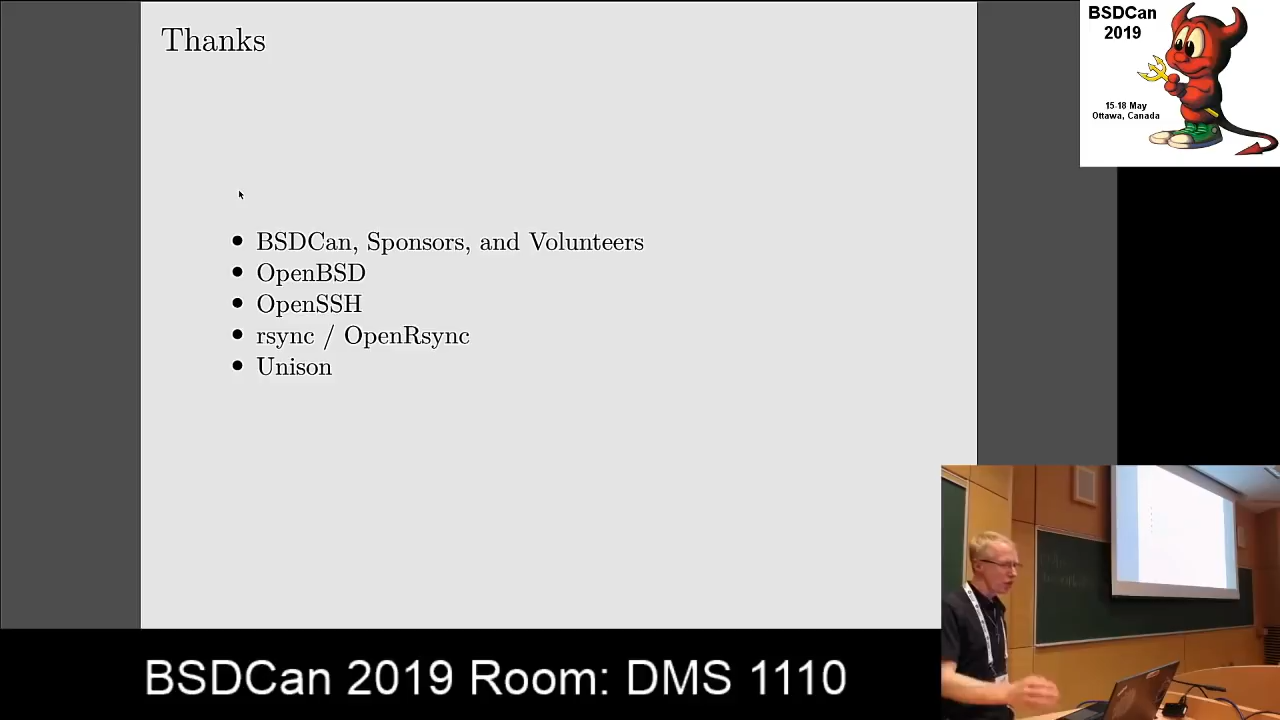 Thanks
BSDCan
2019
15-18 May
Ottawa, Canada
• BSDCan, Sponsors, and Volunteers
• OpenBSD
• OpenSSH
• rsync / OpenRsync
• Unison
BSDCan 2019 Room: DMS 1110